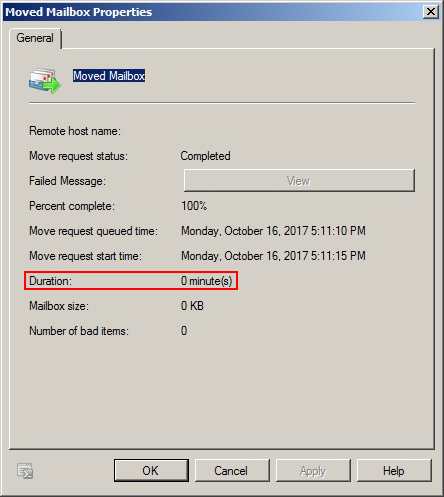 Moved Mailbox Properties
General
Moved Mailbox
Remote host name:
Move request status: Completed
Failed Message: View
Percent complete: 100%
Move request queued time: Monday, October 16, 2017 5:11:10 PM
Move request start time: Monday, October 16, 2017 5:11:15 PM
Duration: 0 minute(s)
Mailbox size: 0 KB
Number of bad items: 0
OK Cancel Apply Help